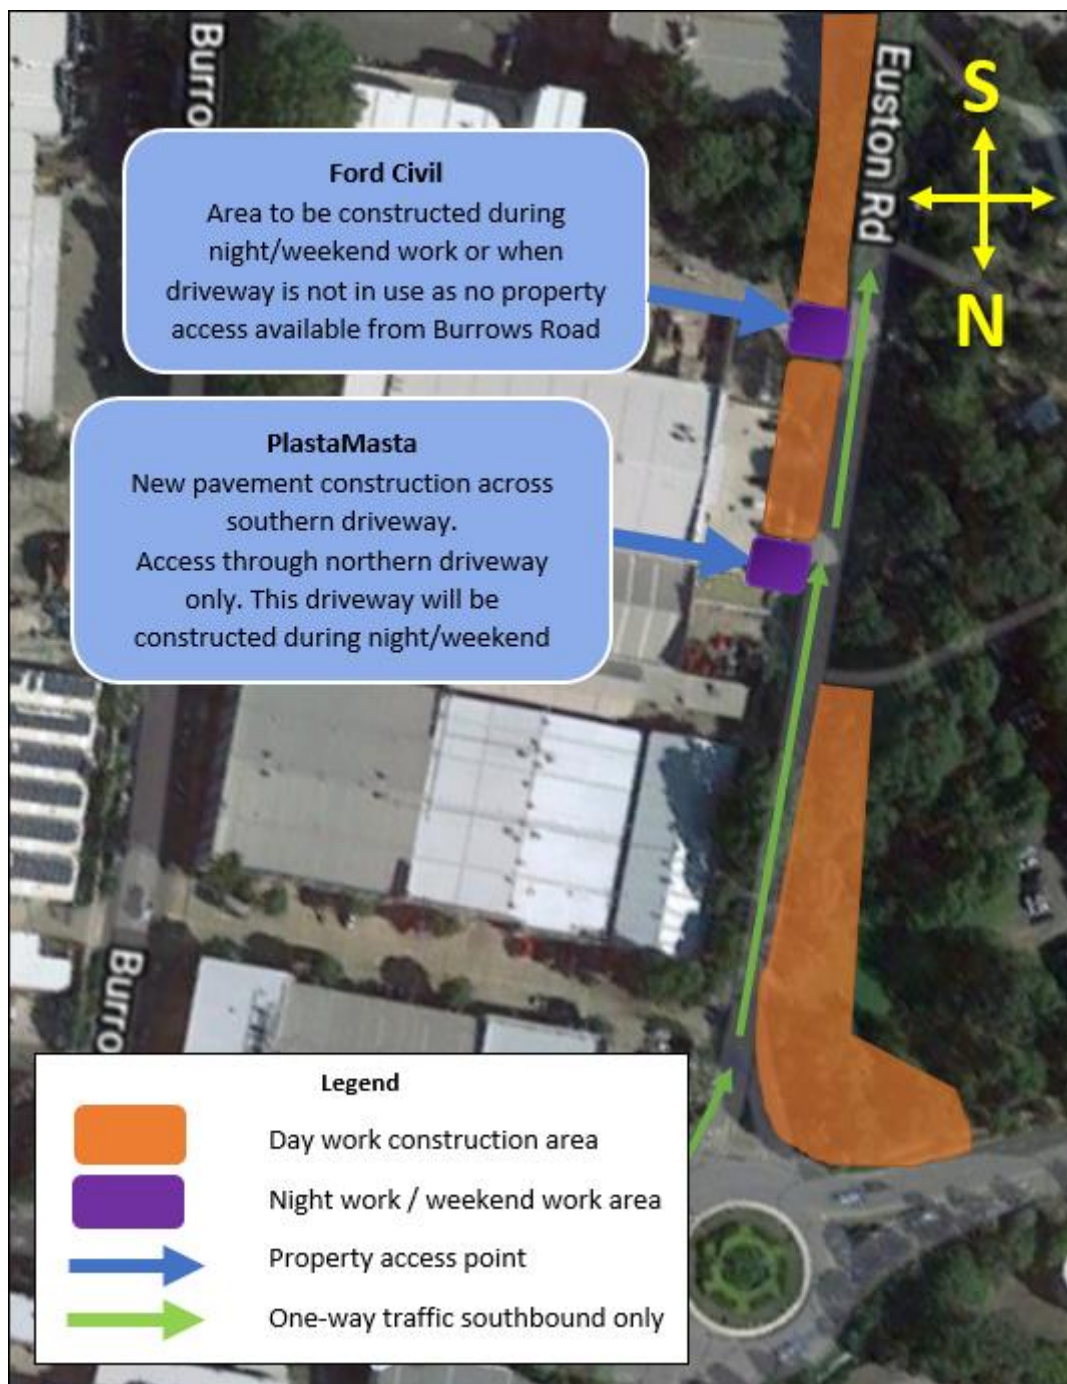 Burro
Euston Rd
S
N
Ford Civil
Area to be constructed during
night/weekend work or when
driveway is not in use as no property
access available from Burrows Road
PlastaMasta
New pavement construction across
southern driveway.
Access through northern driveway
only. This driveway will be
constructed during night/weekend
Burro
Legend
Day work construction area
Night work / weekend work area
Property access point
One-way traffic southbound only